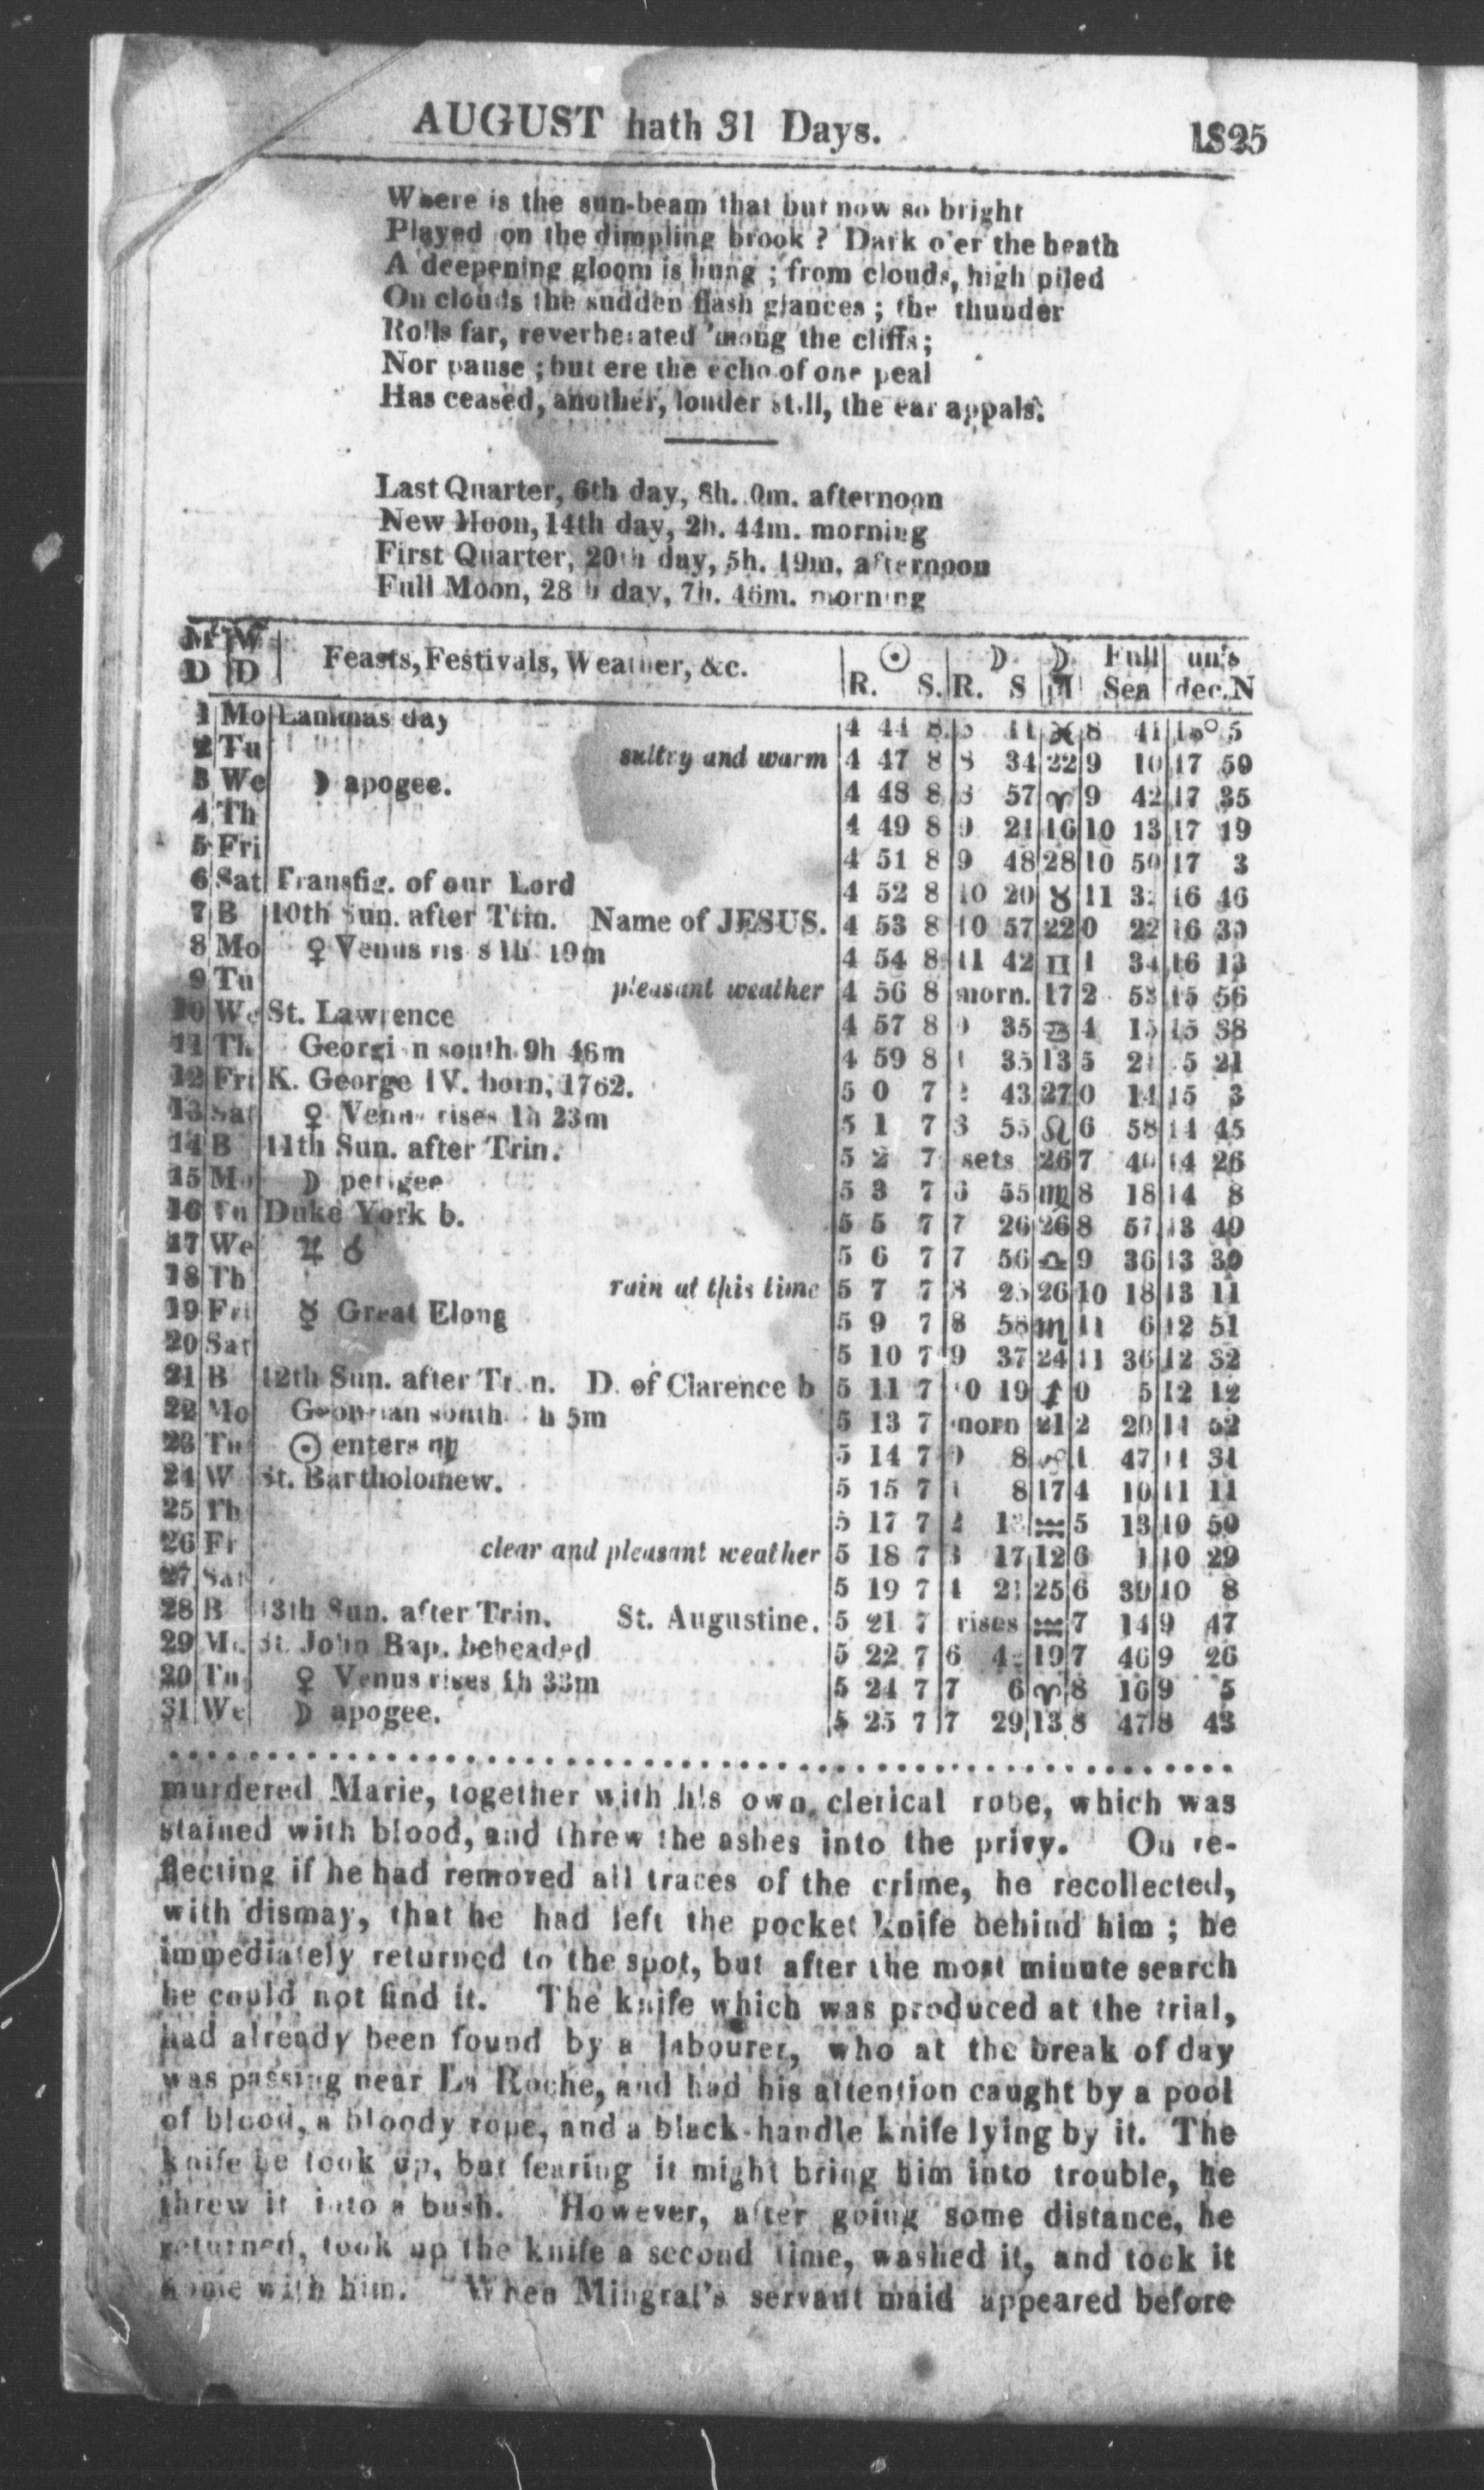 AUGUST hath 31 Days. 1825
Where is the sun-beam that but now so bright
Played on the dimpling brook ? Dark o'er the heath
A deepening gloom is hung ; from clouds, high piled
On clouds the sudden flash glances ; the thunder
Rolls far, reverberated 'mong the cliffs ;
Nor pause ; but ere the echo of one peal
Has ceased, another, louder still, the ear appals.
Last Quarter, 6th day, 8h. 0m. afternoon
New Moon, 14th day, 2h. 44m. morning
First Quarter, 20th day, 5h. 19m. afternoon
Full Moon, 28th day, 7h. 46m. morning
M W Feasts, Festivals, Weather, &c. ☉ ☽ ☽ Full un's
D D R. S. R. S Sea dec. N
1 Mo Lammas day 4 44 8 11 ♓ 8 41 ° 5
2 Tu sultry and warm 4 47 8 8 34 22 9 10 17 50
3 We ☽ apogee. 4 48 8 8 57 ♈ 9 42 17 35
4 Th 4 49 8 9 21 16 10 13 17 19
5 Fri 4 51 8 9 48 28 10 50 17 3
6 Sat Transfig. of our Lord 4 52 8 10 20 ♉ 11 16 46
7 B 10th Sun. after Trin. Name of JESUS. 4 53 8 10 57 22 0 22 16 30
8 Mo ♀ Venus 1h 19m 4 54 8 11 42 ♊ 1 34 16 13
9 Tu pleasant weather 4 56 8 morn. 17 2 53 15 56
10 We St. Lawrence 4 57 8 0 35 ♋ 4 15 15 38
11 Th Georgi n south 9h 46m 4 59 8 1 35 13 5 5 21
12 Fri K. George IV. born, 1762. 5 0 7 43 27 0 14 15 3
13 Sat ♀ Venus rises 1h 23m 5 1 7 3 55 ♌ 6 58 14 45
14 B 11th Sun. after Trin. 5 2 7 sets 26 7 40 14 26
15 Mo ☽ perigee 5 3 7 6 55 ♍ 8 18 14 8
16 Tu Duke York b. 5 5 7 7 26 26 8 57 13 49
17 We ♃ ☌ 5 6 7 7 56 ♎ 9 36 13 30
18 Th rain at this time 5 7 7 8 25 26 10 18 13 11
19 Fri ☿ Great Elong 5 9 7 8 58 ♏ 11 6 12 51
20 Sat 5 10 7 9 37 24 11 36 12 32
21 B 12th Sun. after Trin. D. of Clarence b 5 11 7 10 19 ♐ 0 5 12 12
22 Mo south h 5m 5 13 7 morn 21 2 20 11 52
23 Tu ☉ enters ♍ 5 14 7 0 8 ♑ 47 11 31
24 W St. Bartholomew. 5 15 7 1 8 17 4 10 11 11
25 Th 5 17 7 2 ♒ 5 13 10 50
26 Fr clear and pleasant weather 5 18 7 3 17 12 6 1 10 29
27 Sat 5 19 7 4 25 6 39 10 8
28 B 13th Sun. after Trin. St. Augustine. 5 21 7 rises ♒ 7 14 9 47
29 Mo St. John Bap. beheaded 5 22 7 6 19 7 46 9 26
20 Tu ♀ Venus rises 1h 33m 5 24 7 7 6 ♈ 8 16 9 5
31 We ☽ apogee. 5 25 7 7 29 13 8 47 8 43
murdered Marie, together with his own clerical robe, which was
stained with blood, and threw the ashes into the privy. On re-
flecting if he had removed all traces of the crime, he recollected,
with dismay, that he had left the pocket knife behind him ; he
immediately returned to the spot, but after the most minute search
he could not find it. The knife which was produced at the trial,
had already been found by a labourer, who at the break of day
was passing near La Roche, and had his attention caught by a pool
of blood, a bloody rope, and a black-handle knife lying by it. The
knife he took up, but fearing it might bring him into trouble, he
threw it into a bush. However, after going some distance, he
returned, took up the knife a second time, washed it, and took it
home with him. When Mingrat's servant maid appeared before